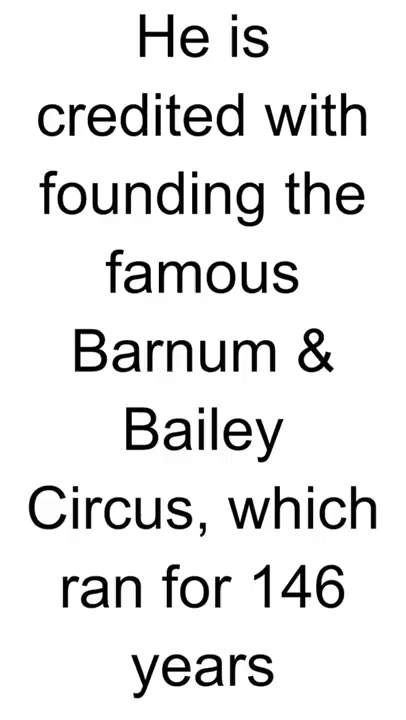 He is
credited with
founding the
famous
Barnum &
Bailey
Circus, which
ran for 146
years